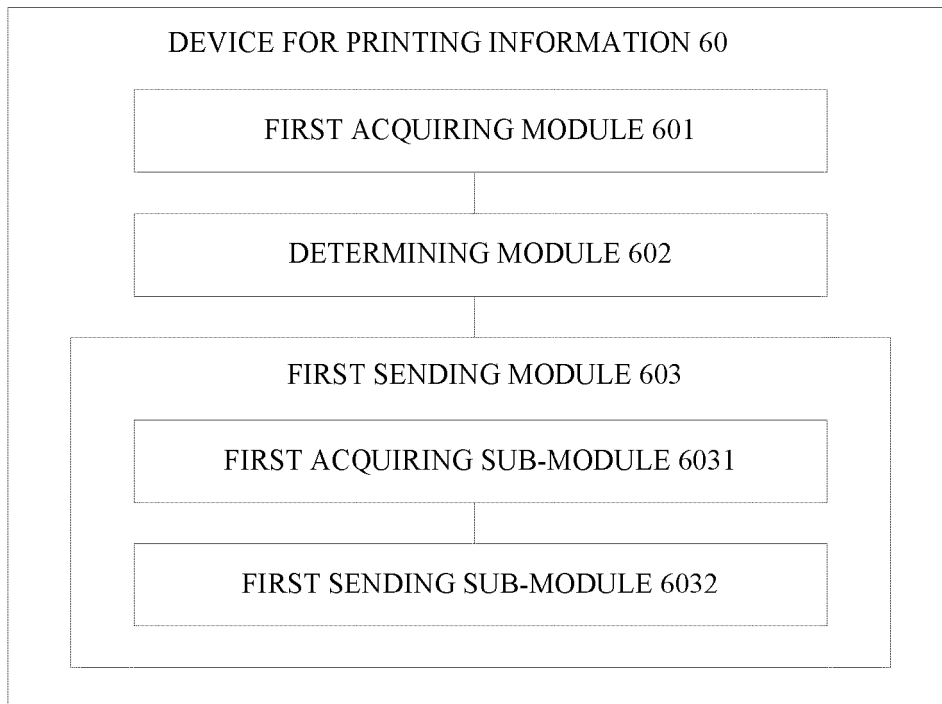 DEVICE FOR PRINTING INFORMATION 60
FIRST ACQUIRING MODULE 601
DETERMINING MODULE 602
FIRST SENDING MODULE 603
FIRST ACQUIRING SUB-MODULE 6031
FIRST SENDING SUB-MODULE 6032